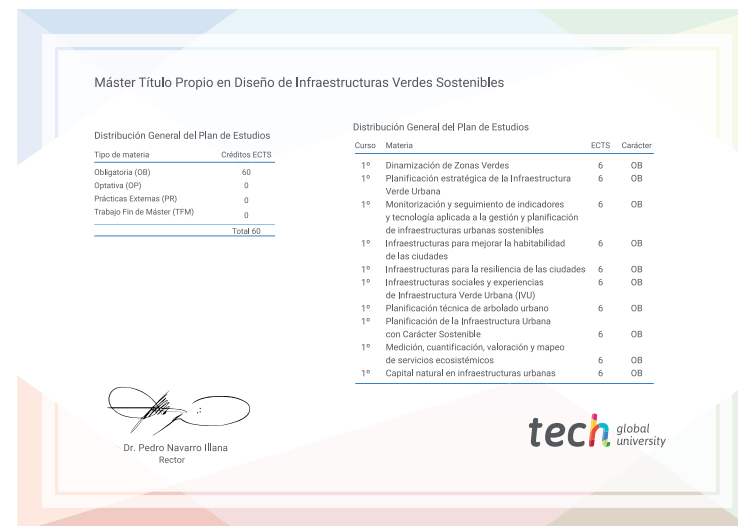 Máster Título Propio en Diseño de Infraestructuras Verdes Sostenibles
Distribución General del Plan de Estudios
Tipo de materia Créditos ECTS
Obligatoria (OB) 60
Optativa (OP) 0
Prácticas Externas (PR) 0
Trabajo Fin de Máster (TFM) 0
Total 60
Distribución General del Plan de Estudios
Curso Materia ECTS Carácter
1º Dinamización de Zonas Verdes 6 OB
1º Planificación estratégica de la Infraestructura 6 OB
Verde Urbana
1º Monitorización y seguimiento de indicadores 6 OB
y tecnología aplicada a la gestión y planificación
de infraestructuras urbanas sostenibles
1º Infraestructuras para mejorar la habitabilidad 6 OB
de las ciudades
1º Infraestructuras para la resiliencia de las ciudades 6 OB
1º Infraestructuras sociales y experiencias 6 OB
de Infraestructura Verde Urbana (IVU)
1º Planificación técnica de arbolado urbano 6 OB
1º Planificación de la Infraestructura Urbana
con Carácter Sostenible 6 OB
1º Medición, cuantificación, valoración y mapeo
de servicios ecosistémicos 6 OB
1º Capital natural en infraestructuras urbanas 6 OB
Dr. Pedro Navarro Illana
Rector
tech global
university